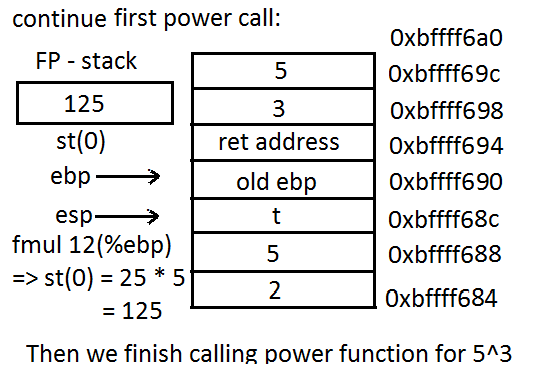 continue first power call:
0xbffff6a0
FP - stack
5
0xbffff69c
125
3
0xbffff698
st(0)
ret address
0xbffff694
ebp
old ebp
0xbffff690
esp
t
0xbffff68c
fmul 12(%ebp)
5
0xbffff688
=> st(0) = 25 * 5
2
0xbffff684
= 125
Then we finish calling power function for 5^3